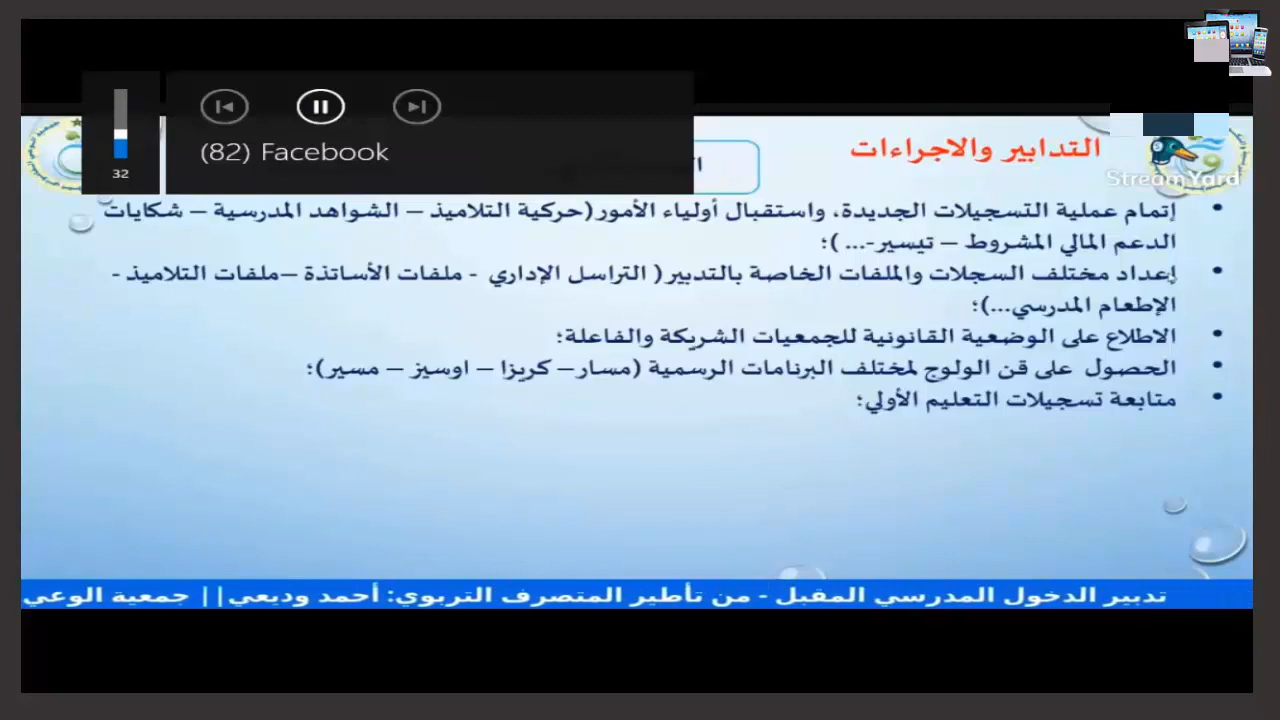 (82) Facebook
32
التدابير والاجراءات
StreamYard
إتمام عملية التسجيلات الجديدة، واستقبال أولياء الأمور(حركية التلاميذ – الشواهد المدرسية – شكايات
الدعم المالي المشروط – تيسير-... )؛
إعداد مختلف السجلات والملفات الخاصة بالتدبير( التراسل الإداري - ملفات الأساتذة –ملفات التلاميذ -
الإطعام المدرسي...)؛
الاطلاع على الوضعية القانونية للجمعيات الشريكة والفاعلة؛
الحصول على قن الولوج لمختلف البرنامات الرسمية (مسار– كريزا – اوسيز – مسير)؛
متابعة تسجيلات التعليم الأولي؛
تدبير الدخول المدرسي المقبل - من تأطير المتصرف التربوي: أحمد وديعي|| جمعية الوعي